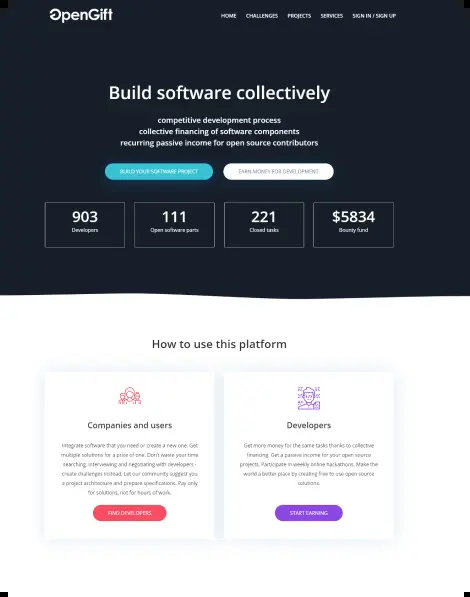 OpenGift
HOME CHALLENGES PROJECTS SERVICES SIGN IN / SIGN UP
Build software collectively
competitive development process
collective financing of software components
recurring passive income for open source contributors
BUILD YOUR SOFTWARE PROJECT
EARN MONEY FOR DEVELOPMENT
903
Developers
111
Open software parts
221
Closed tasks
$5834
Bounty fund
How to use this platform
Companies and users
Integrate software that you need or create a new one. Get
multiple solutions for a price of one. Don't waste your time
searching, interviewing and negotiating with developers -
create challenges instead. Let our community suggest you
a project architecture and prepare specifications. Pay only
for solutions, not for hours of work.
FIND DEVELOPERS
Developers
Get more money for the same tasks thanks to collective
financing. Get a passive income for your open source
projects. Participate in weekly online hackathons. Make the
world a better place by creating free to use open source
solutions.
START EARNING